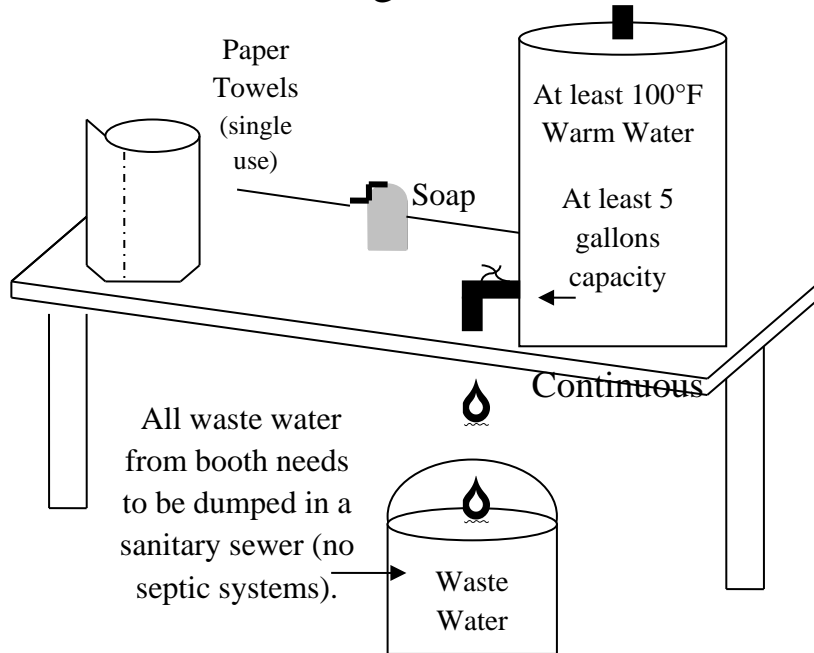 Paper
Towels
(single
use)
At least 100°F
Warm Water
Soap
At least 5
gallons
capacity
Continuous
All waste water
from booth needs
to be dumped in a
sanitary sewer (no
septic systems).
Waste
Water